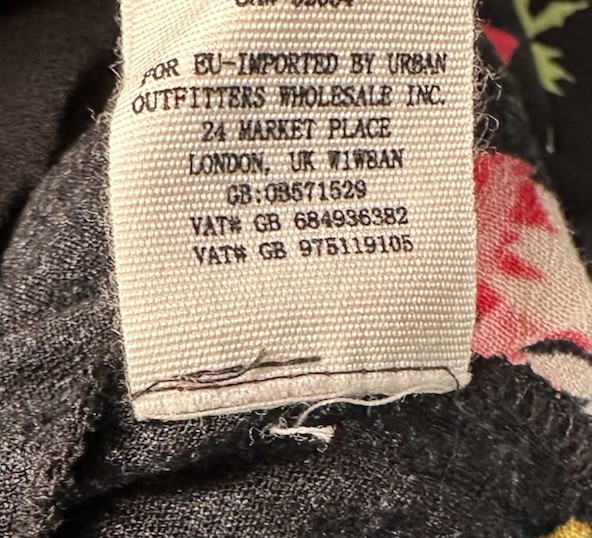 FOR EU-IMPORTED BY URBAN
OUTFITTERS WHOLESALE INC.
24 MARKET PLACE
LONDON, UK W1W8AN
GB:OB571529
VAT# GB 684936382
VAT# GB 975119105